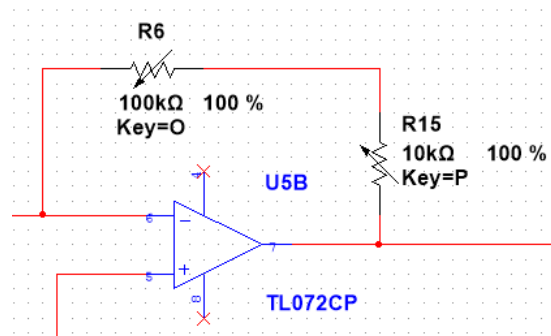 R6
100kΩ 100 %
Key=O
R15
10kΩ 100 %
Key=P
4
U5B
6
7
5
8
TL072CP